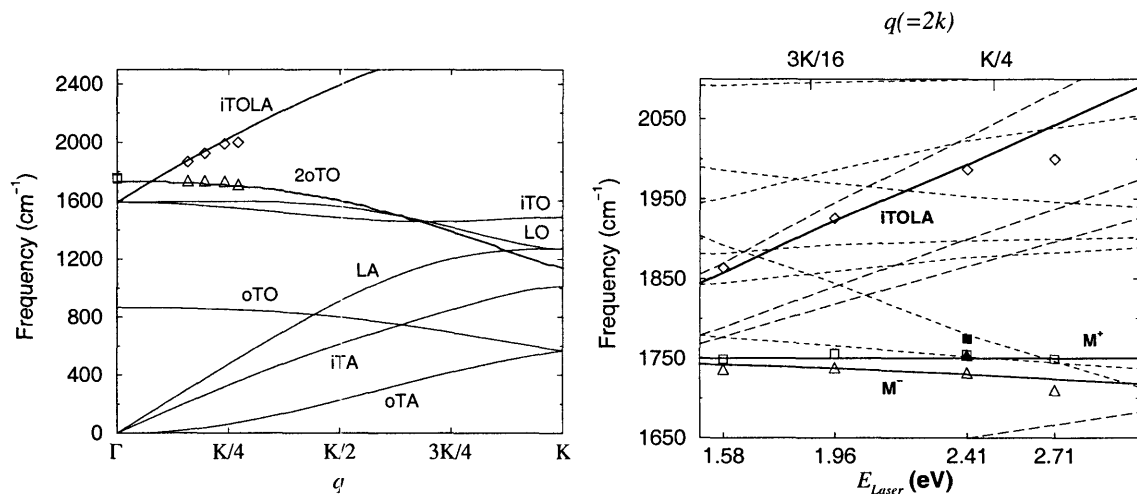 2400
2000
1600
1200
800
400
0
Frequency (cm⁻¹)
iTOLA
2oTO
iTO
LO
LA
oTO
iTA
oTA
Γ
K/4
K/2
3K/4
K
q
q(=2k)
3K/16
K/4
2050
1950
1850
1750
1650
Frequency (cm⁻¹)
iTOLA
M⁺
M⁻
1.58
1.96
2.41
2.71
E_Laser (eV)